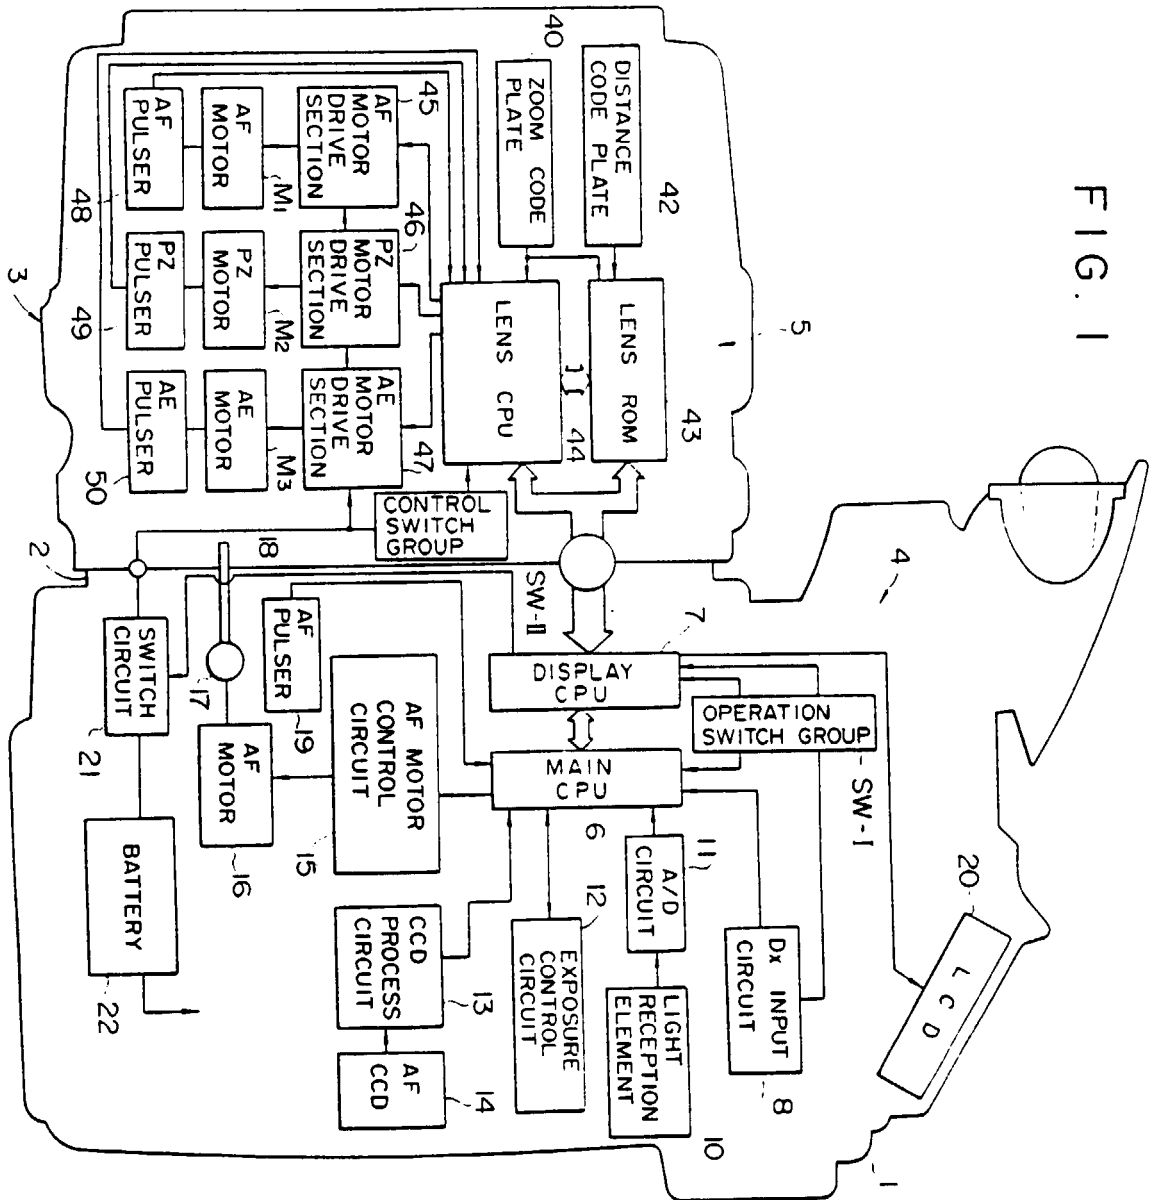 FIG. 1
40
ZOOM CODE
PLATE
DISTANCE
CODE PLATE
42
5
1
LENS ROM
43
44
LENS CPU
45
AF
MOTOR
DRIVE
SECTION
46
PZ
MOTOR
DRIVE
SECTION
AE
MOTOR
DRIVE
SECTION
47
AF
MOTOR
M1
PZ
MOTOR
M2
AE
MOTOR
M3
AF
PULSER
48
PZ
PULSER
49
AE
PULSER
50
3
CONTROL
SWITCH
GROUP
SW-II
2
18
4
7
DISPLAY
CPU
OPERATION
SWITCH GROUP
SW-I
MAIN
CPU
6
AF
PULSER
19
17
SWITCH
CIRCUIT
21
AF
MOTOR
16
AF MOTOR
CONTROL
CIRCUIT
15
BATTERY
22
CCD
PROCESS
CIRCUIT
13
AF
CCD
14
12
EXPOSURE
CONTROL
CIRCUIT
11
A/D
CIRCUIT
LIGHT
RECEPTION
ELEMENT
10
Dx INPUT
CIRCUIT
8
20
LCD
1